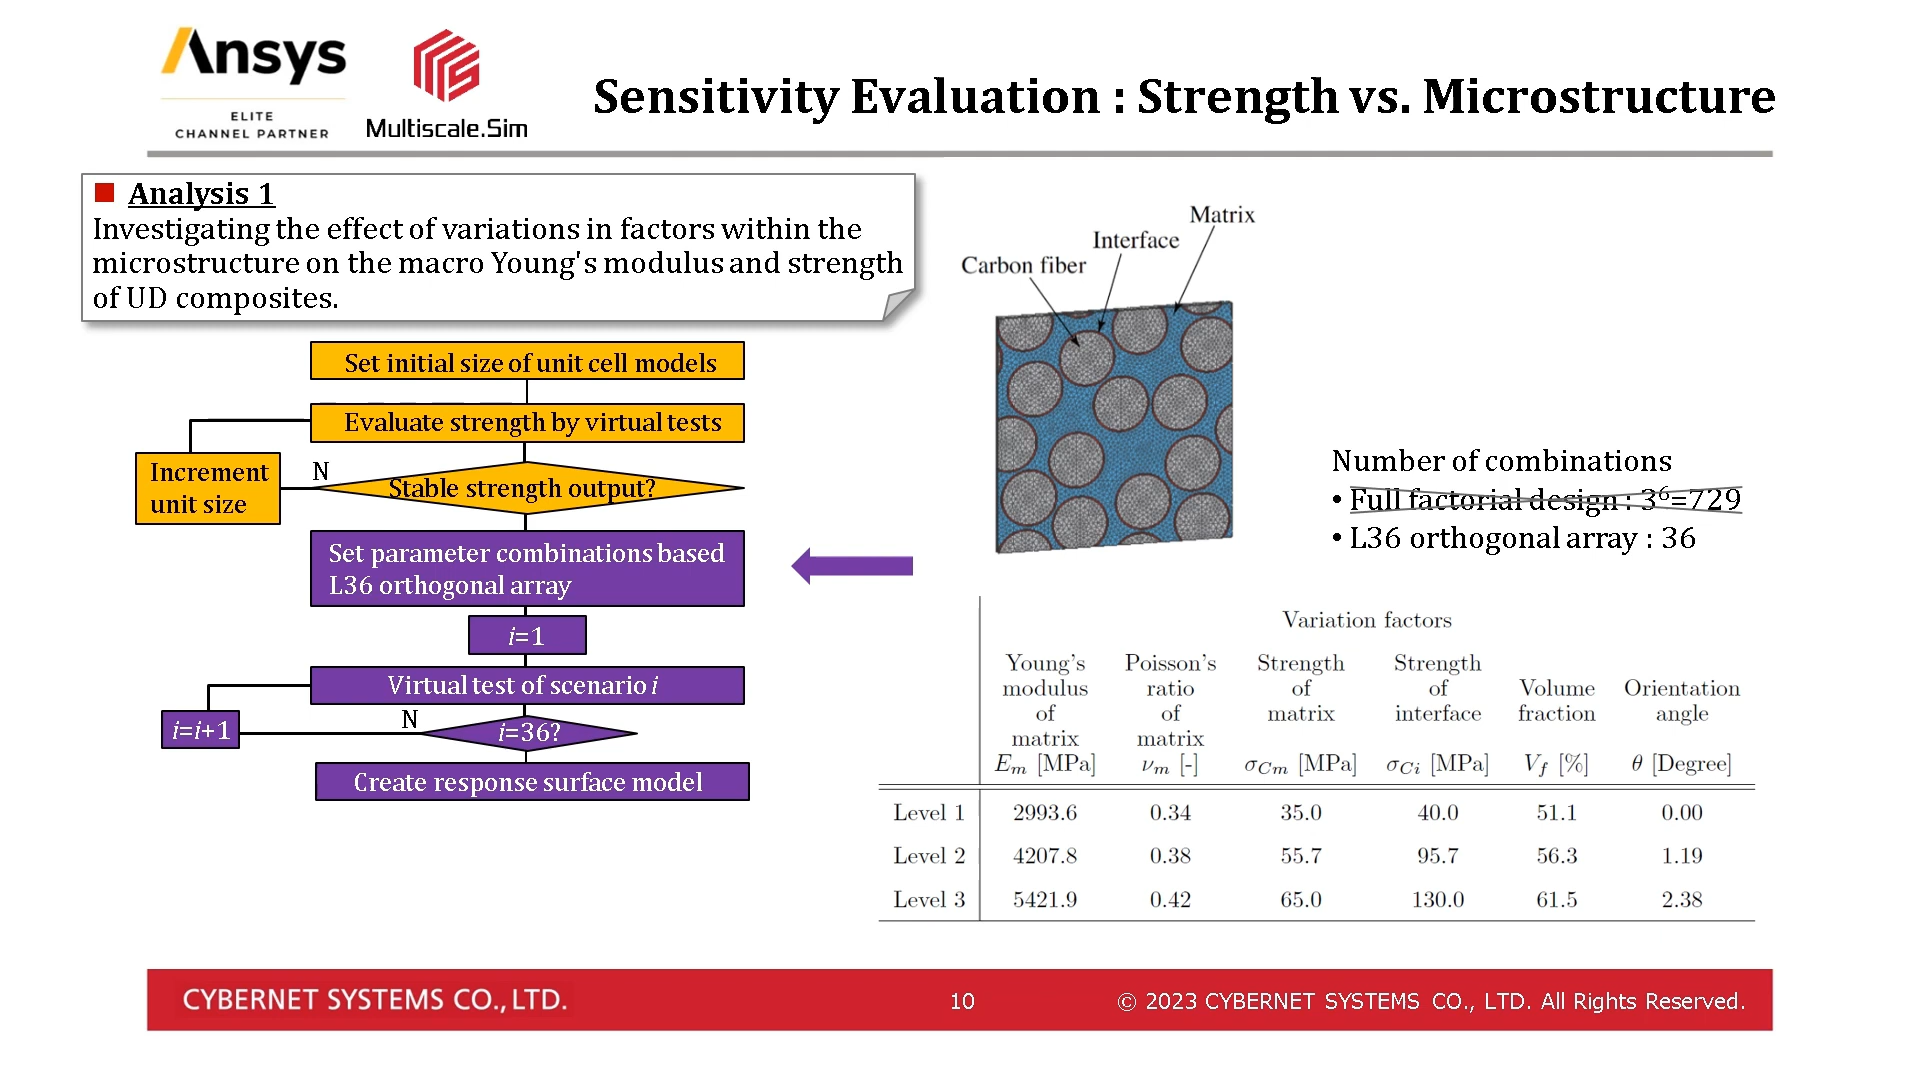 Ansys
ELITE
CHANNEL PARTNER
Multiscale.Sim
Sensitivity Evaluation : Strength vs. Microstructure
■ Analysis 1
Investigating the effect of variations in factors within the
microstructure on the macro Young's modulus and strength
of UD composites.
Set initial size of unit cell models
Evaluate strength by virtual tests
Increment
unit size
N
Stable strength output?
Set parameter combinations based
L36 orthogonal array
i=1
Virtual test of scenario i
i=i+1
N
i=36?
Create response surface model
Matrix
Interface
Carbon fiber
Number of combinations
• Full factorial design : 3⁶=729
• L36 orthogonal array : 36
Variation factors
Young's modulus of matrix E_m [MPa]
Poisson's ratio of matrix ν_m [-]
Strength of matrix σ_Cm [MPa]
Strength of interface σ_Ci [MPa]
Volume fraction V_f [%]
Orientation angle θ [Degree]
Level 1 2993.6 0.34 35.0 40.0 51.1 0.00
Level 2 4207.8 0.38 55.7 95.7 56.3 1.19
Level 3 5421.9 0.42 65.0 130.0 61.5 2.38
CYBERNET SYSTEMS CO., LTD.
10
© 2023 CYBERNET SYSTEMS CO., LTD. All Rights Reserved.